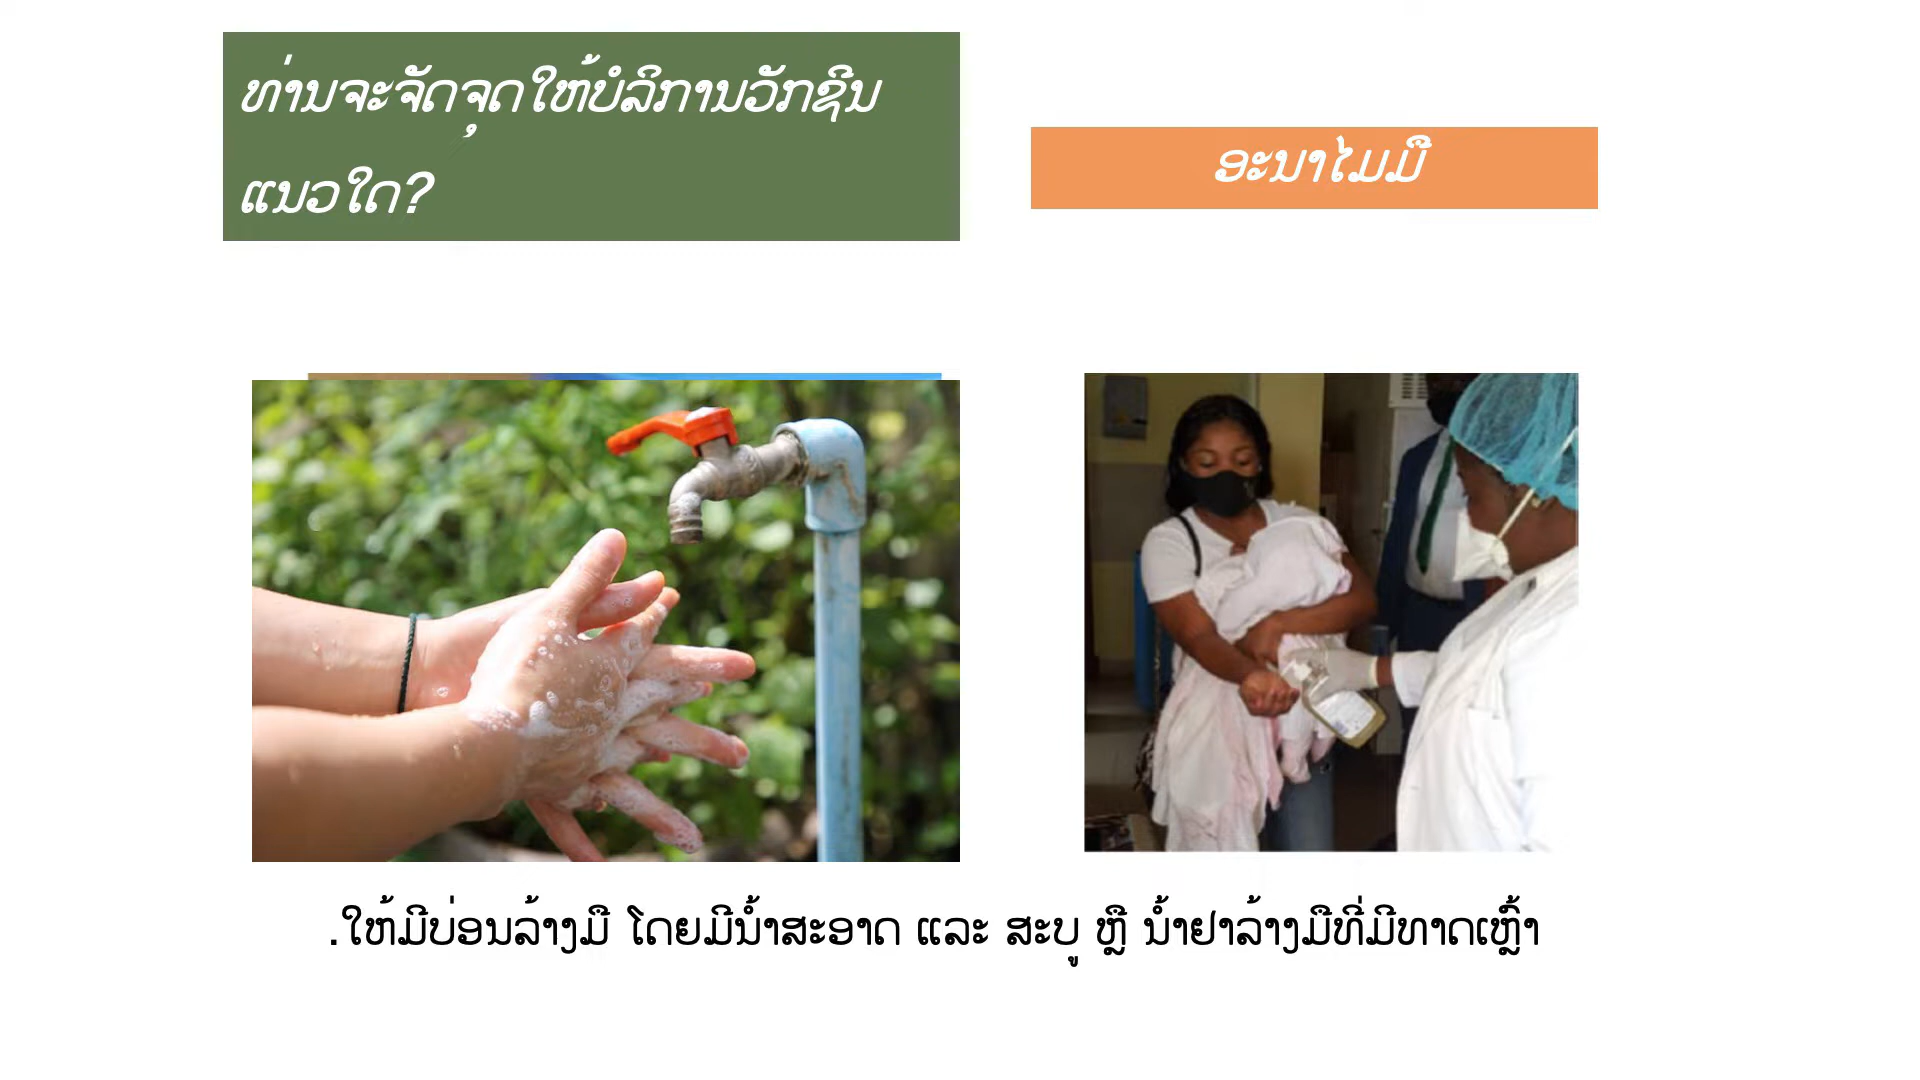 ທ່ານຈະຈັດຈຸດໃຫ້ບໍລິການວັກຊີນ
ແນວໃດ?
ອະນາໄມມື
.ໃຫ້ມີບ່ອນລ້າງມື ໂດຍມີນໍ້າສະອາດ ແລະ ສະບູ ຫຼື ນໍ້າຢາລ້າງມືທີ່ມີທາດເຫຼົ້າ